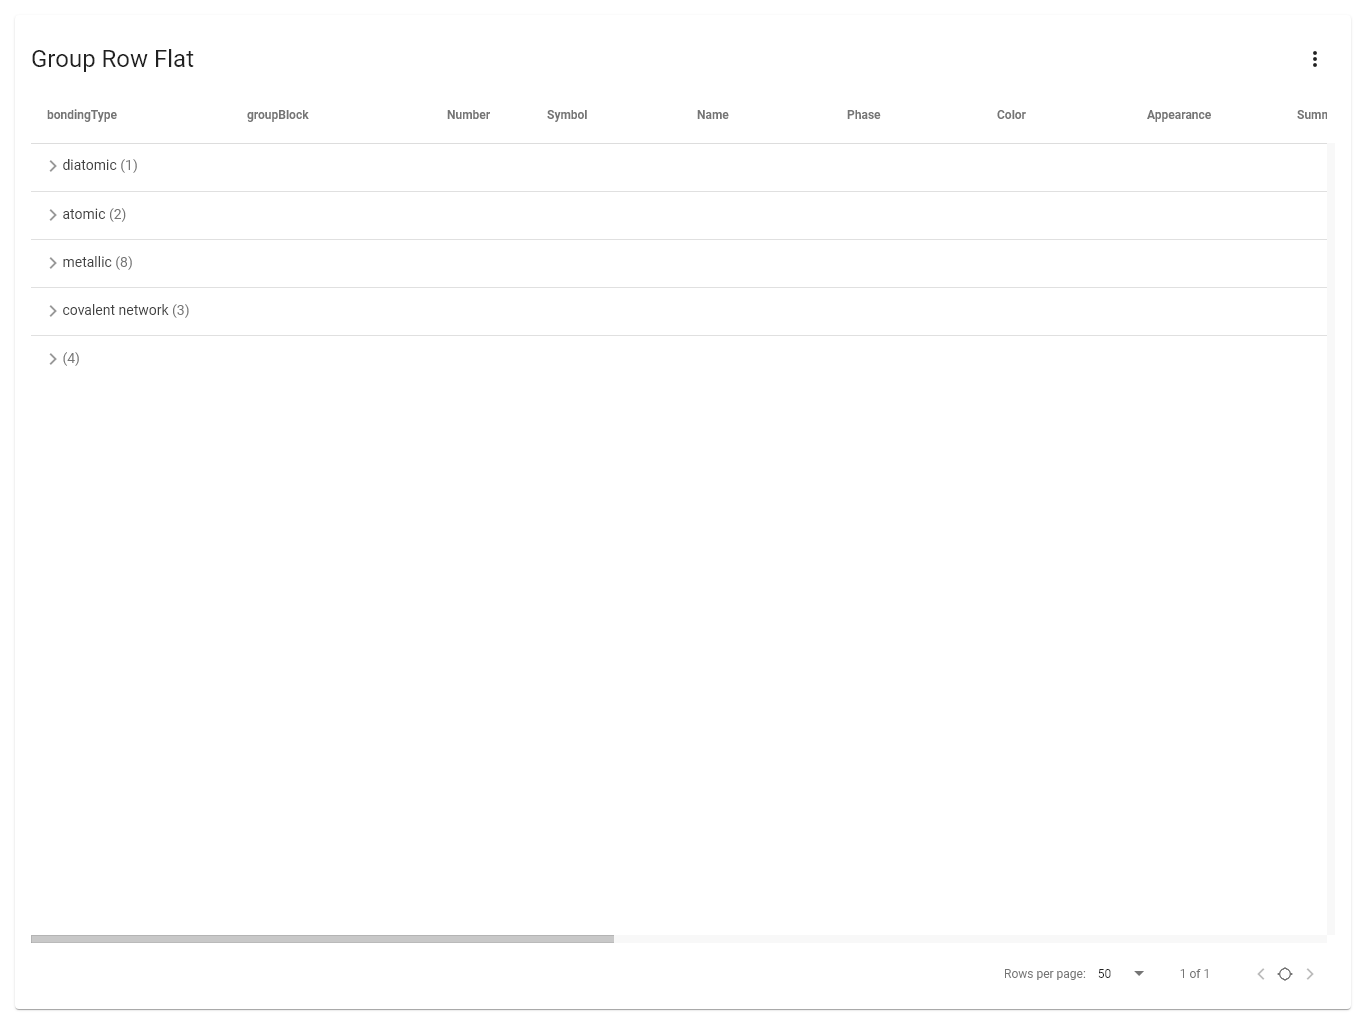 Group Row Flat
bondingType groupBlock Number Symbol Name Phase Color Appearance Summ
diatomic (1)
atomic (2)
metallic (8)
covalent network (3)
(4)
Rows per page: 50 1 of 1